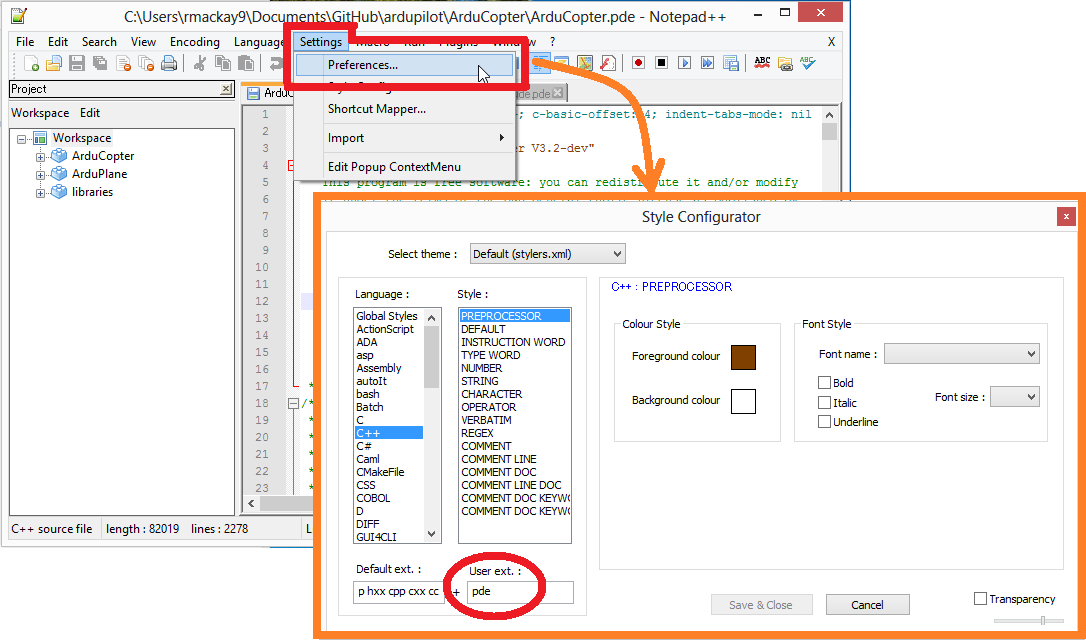 C:\Users\rmackay9\Documents\GitHub\ardupilot\ArduCopter\ArduCopter.pde - Notepad++
File Edit Search View Encoding Language Settings Macro Run Plugins Window ? X
Preferences...
Shortcut Mapper...
Import
Edit Popup ContextMenu
Project
Workspace Edit
Workspace
ArduCopter
ArduPlane
libraries
1 ; c-basic-offset: 4; indent-tabs-mode: nil
2
3 V3.2-dev"
4
5 This program is free software: you can redistribute it and/or modify
6
7
8
9
10
11
12
13
14
15
16
17 *
18 /*
19 *
20 *
21 *
22 *
23 *
C++ source file length : 82019 lines : 2278
Style Configurator
Select theme : Default (stylers.xml)
Language :
Global Styles
ActionScript
ADA
asp
Assembly
autoIt
bash
Batch
C
C++
C#
Caml
CMakeFile
CSS
COBOL
D
DIFF
GUI4CLI
Style :
PREPROCESSOR
DEFAULT
INSTRUCTION WORD
TYPE WORD
NUMBER
STRING
CHARACTER
OPERATOR
VERBATIM
REGEX
COMMENT
COMMENT LINE
COMMENT DOC
COMMENT LINE DOC
COMMENT DOC KEYWO
COMMENT DOC KEYWO
Default ext. :
p hxx cpp cxx cc
+
User ext. :
pde
C++ : PREPROCESSOR
Colour Style
Foreground colour
Background colour
Font Style
Font name :
Bold
Italic
Underline
Font size :
Save & Close
Cancel
Transparency